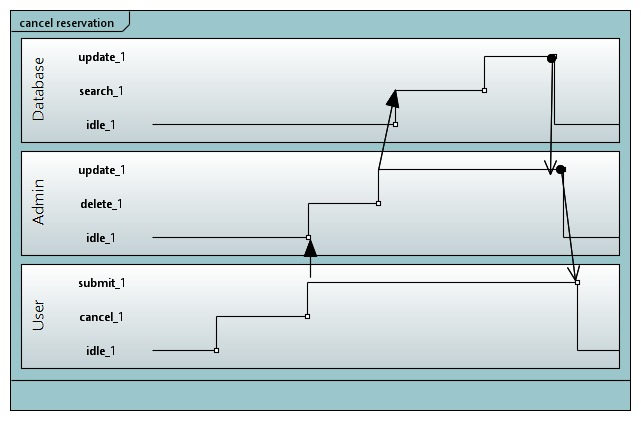 cancel reservation
Database
update_1
search_1
idle_1
Admin
update_1
delete_1
idle_1
User
submit_1
cancel_1
idle_1